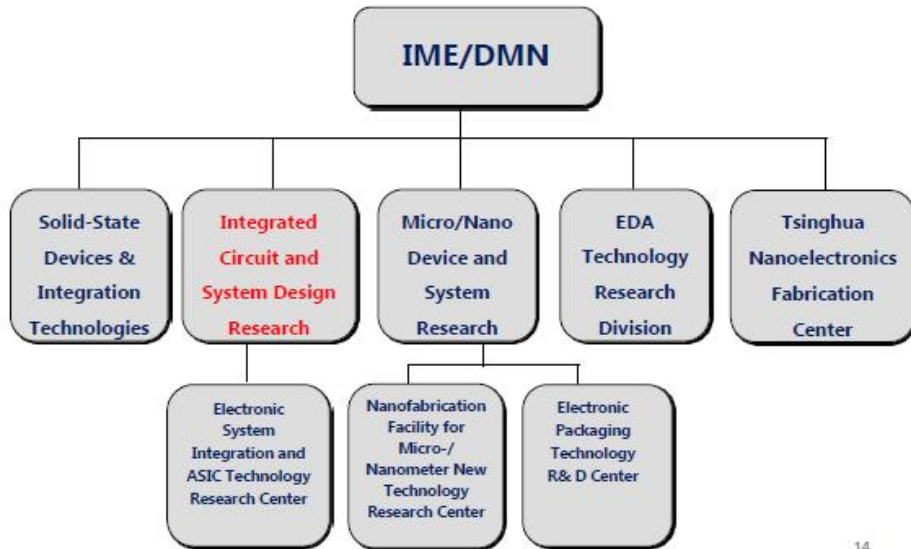 IME/DMN
Solid-State
Devices &
Integration
Technologies
Integrated
Circuit and
System Design
Research
Micro/Nano
Device and
System
Research
EDA
Technology
Research
Division
Tsinghua
Nanoelectronics
Fabrication
Center
Electronic
System
Integration and
ASIC Technology
Research Center
Nanofabrication
Facility for
Micro-/
Nanometer New
Technology
Research Center
Electronic
Packaging
Technology
R& D Center
14